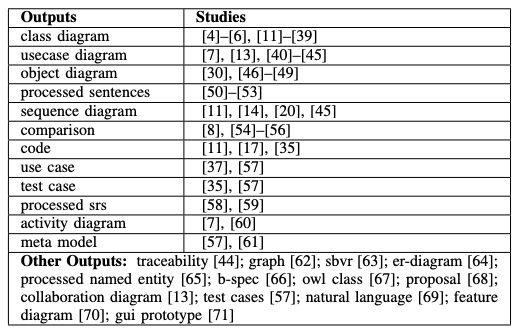 Outputs Studies
class diagram [4]–[6], [11]–[39]
usecase diagram [7], [13], [40]–[45]
object diagram [30], [46]–[49]
processed sentences [50]–[53]
sequence diagram [11], [14], [20], [45]
comparison [8], [54]–[56]
code [11], [17], [35]
use case [37], [57]
test case [35], [57]
processed srs [58], [59]
activity diagram [7], [60]
meta model [57], [61]
Other Outputs: traceability [44]; graph [62]; sbvr [63]; er-diagram [64];
processed named entity [65]; b-spec [66]; owl class [67]; proposal [68];
collaboration diagram [13]; test cases [57]; natural language [69]; feature
diagram [70]; gui prototype [71]